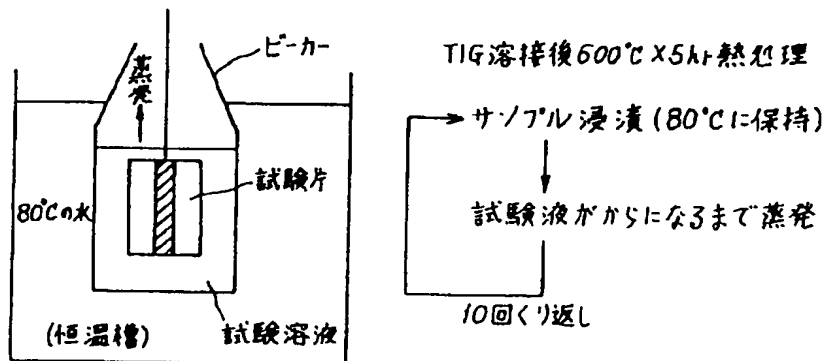 ビーカー
蒸発
試験片
80℃の水
(恒温槽)
試験溶液
TIG溶接後600℃×5hr熱処理
サンプル浸漬(80℃に保持)
試験液がからになるまで蒸発
10回くり返し